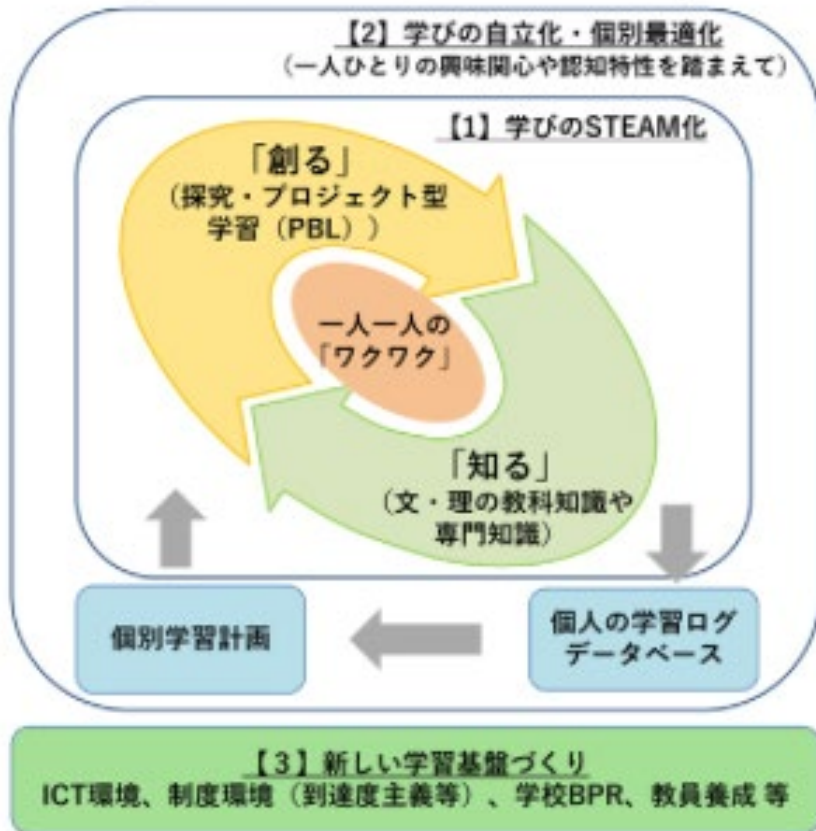 【2】学びの自立化・個別最適化
（一人ひとりの興味関心や認知特性を踏まえて）
【1】学びのSTEAM化
「創る」
（探究・プロジェクト型
学習（PBL））
一人一人の
「ワクワク」
「知る」
（文・理の教科知識や
専門知識）
個別学習計画
個人の学習ログ
データベース
【３】新しい学習基盤づくり
ICT環境、制度環境（到達度主義等）、学校BPR、教員養成 等